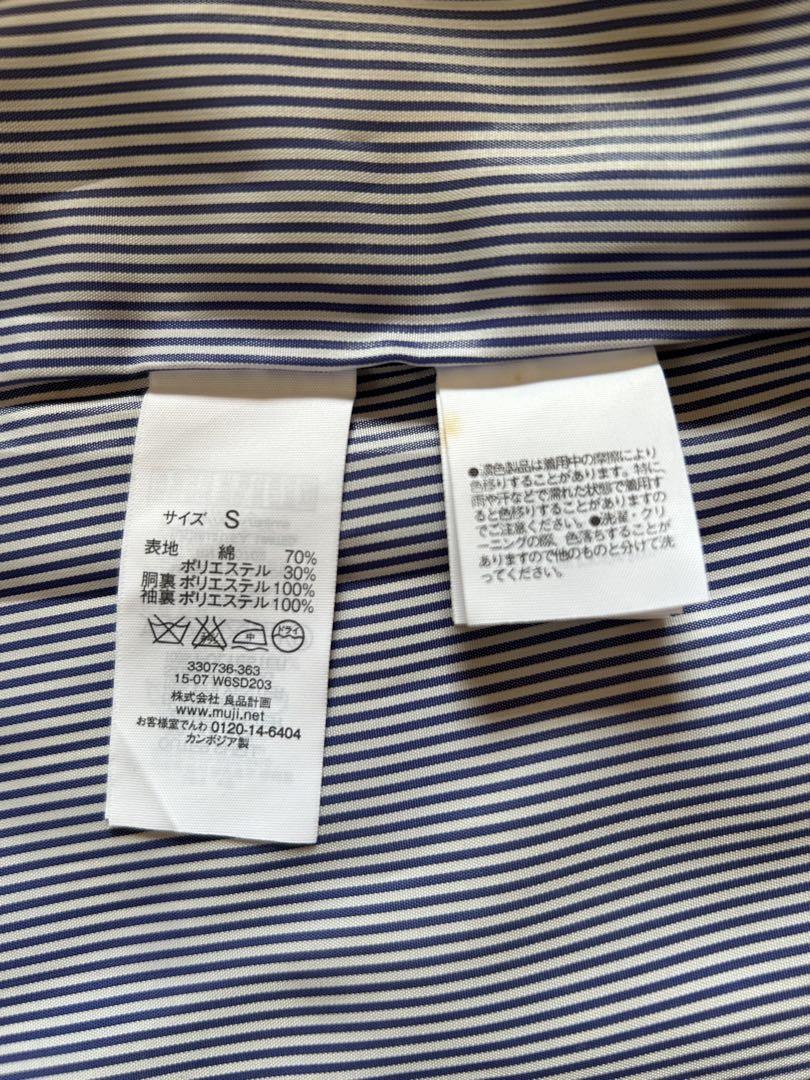 サイズ S
表地 綿 70%
ポリエステル 30%
胴裏 ポリエステル 100%
袖裏 ポリエステル 100%
中 ドライ
330736-363
15-07 W6SD203
株式会社 良品計画
www.muji.net
お客様室でんわ 0120-14-6404
カンボジア製
●濃色製品は着用中の摩擦により
色移りすることがあります。特に、
雨や汗などで濡れた状態で着用す
ると色移りすることがありますの
でご注意ください。●洗濯・クリ
ーニングの際、色落ちすることが
ありますので他のものと分けて洗
ってください。